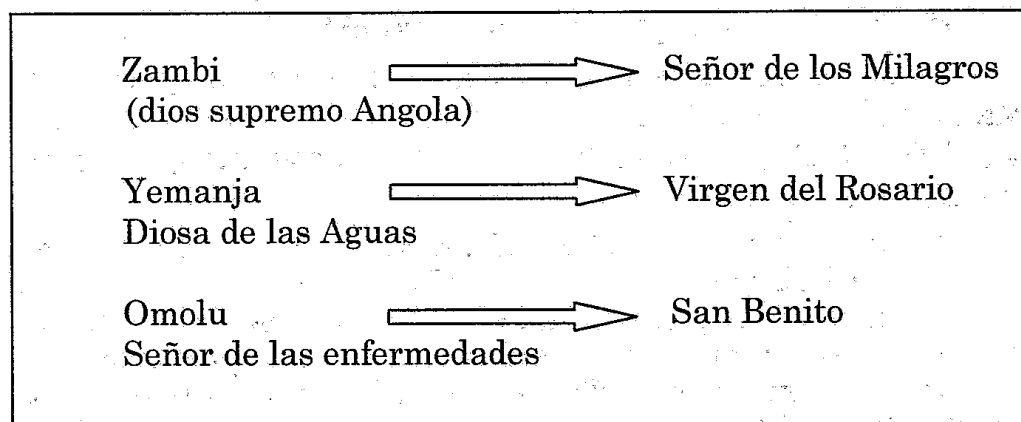 Zambi Señor de los Milagros
(dios supremo Angola)
Yemanja Virgen del Rosario
Diosa de las Aguas
Omolu San Benito
Señor de las enfermedades